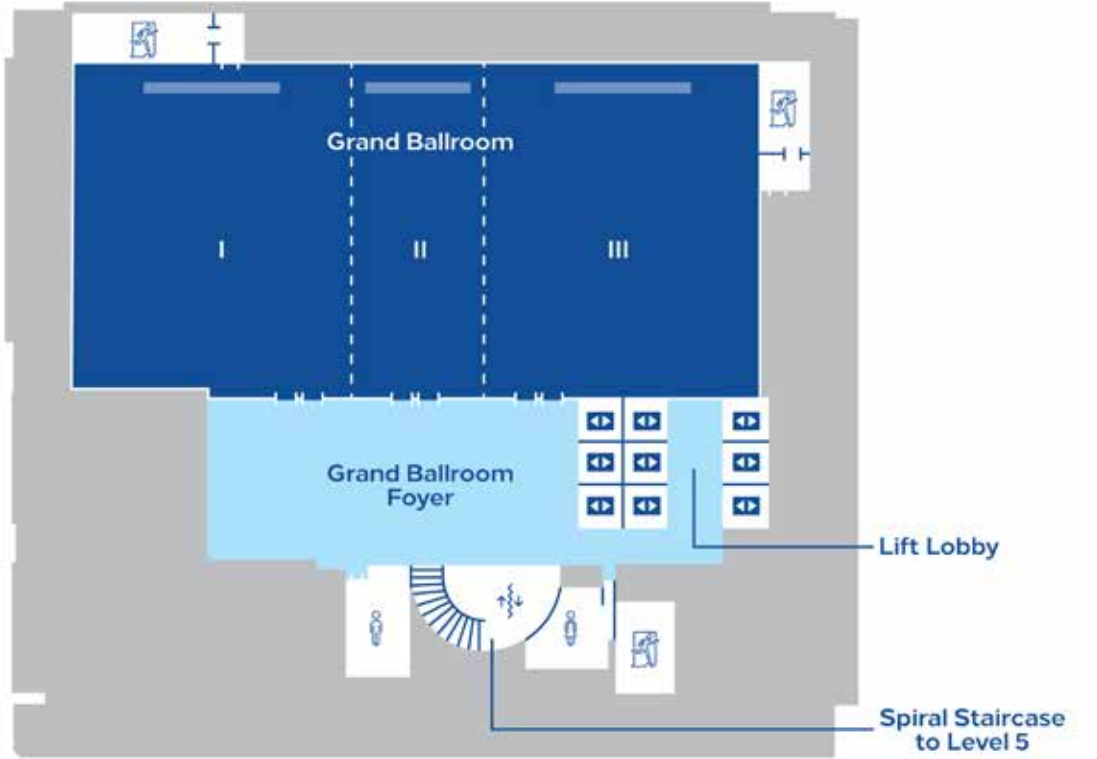 Grand Ballroom
I
II
III
Grand Ballroom
Foyer
Lift Lobby
Spiral Staircase
to Level 5